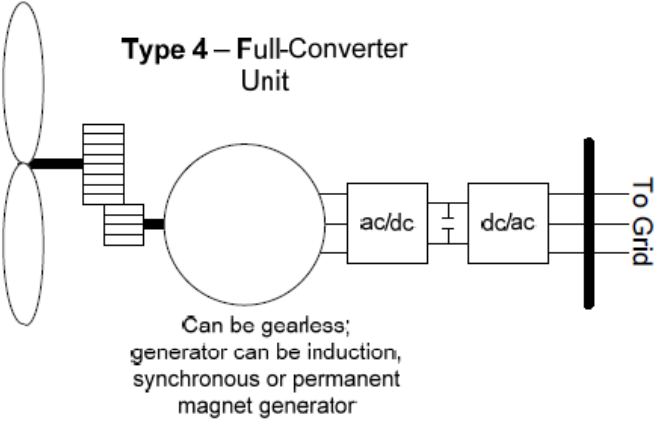 Type 4 – Full-Converter
Unit
ac/dc
dc/ac
To Grid
Can be gearless;
generator can be induction,
synchronous or permanent
magnet generator